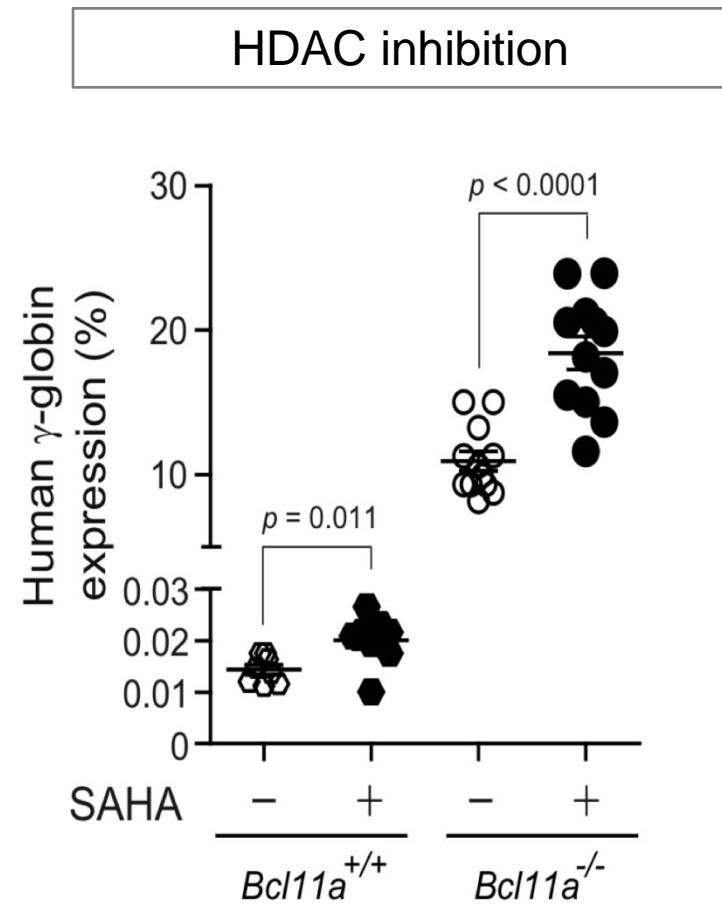 HDAC inhibition
Human γ-globin
expression (%)
30
20
10
0.03
0.02
0.01
0
p = 0.011
p < 0.0001
SAHA − + − +
Bcl11a+/+ Bcl11a-/-